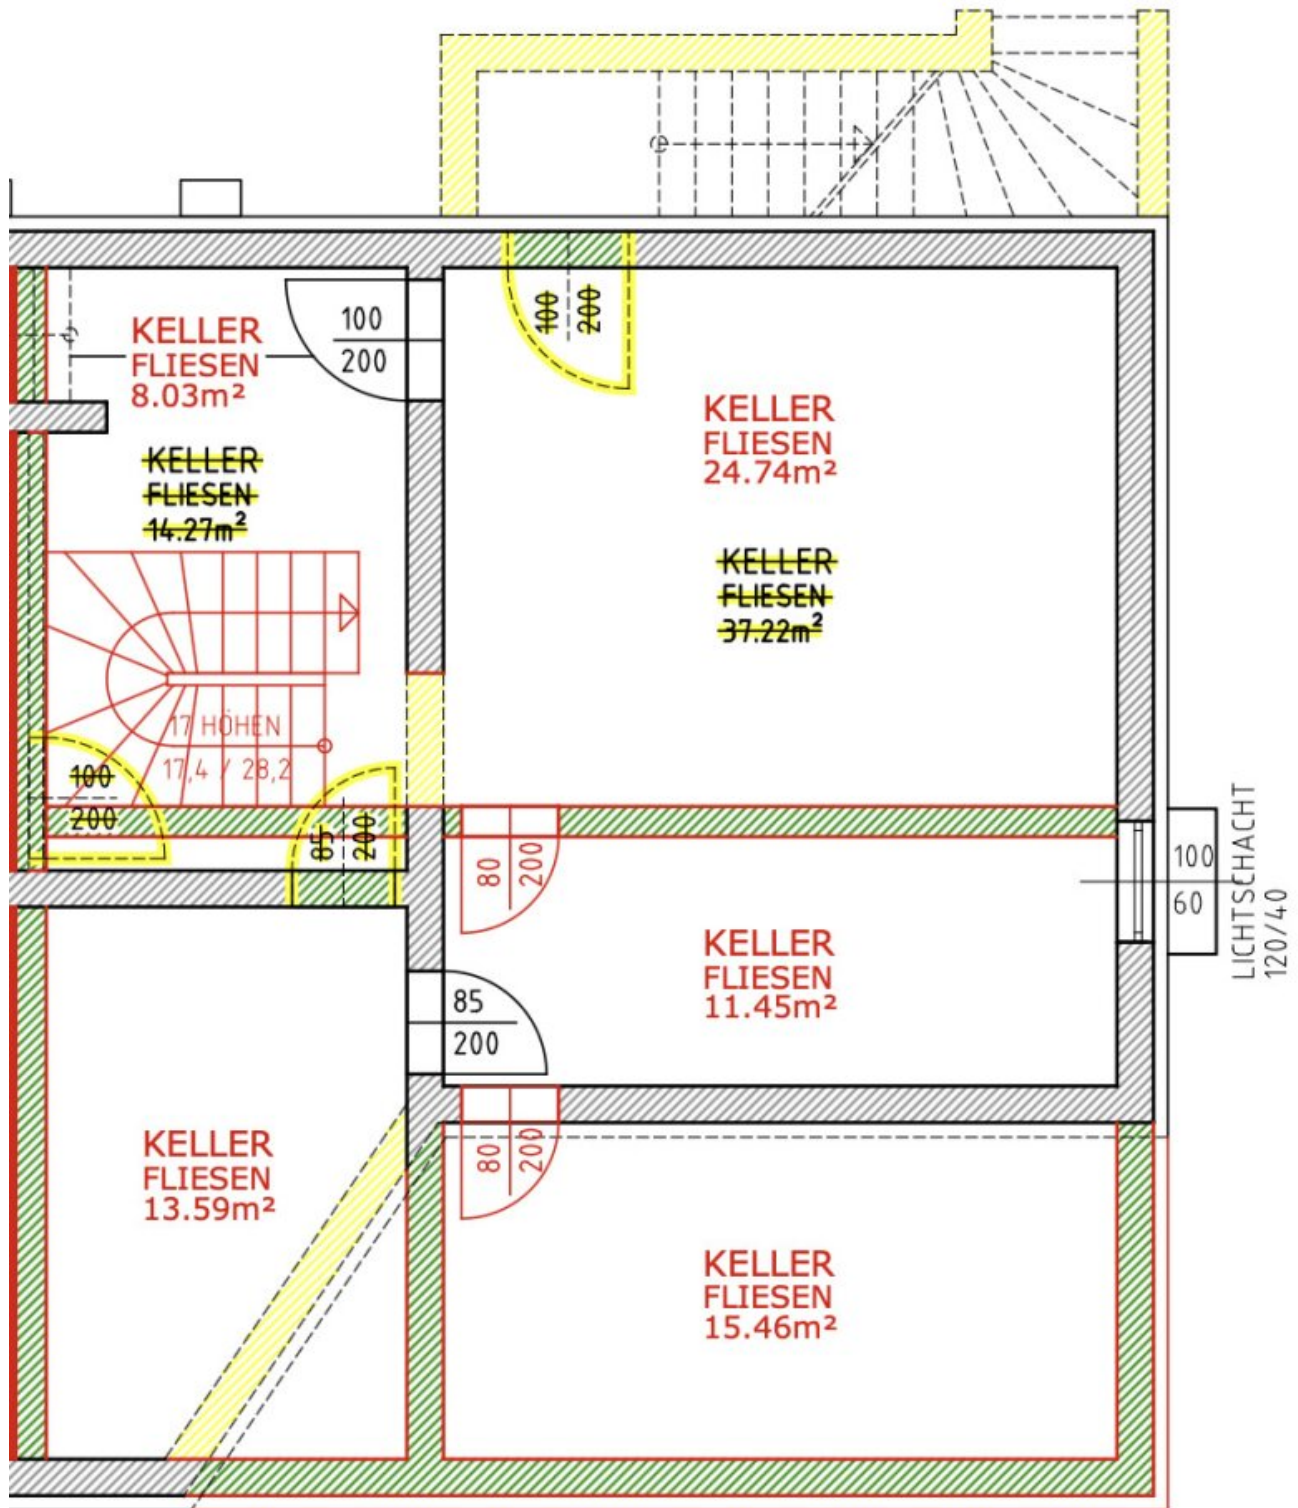 100
200
100
200
KELLER
FLIESEN
8.03m²
KELLER
FLIESEN
24.74m²
KELLER
FLIESEN
14.27m²
KELLER
FLIESEN
37.22m²
17 HÖHEN
17,4 / 28,2
100
200
85
200
80
200
100
60
LICHTSCHACHT
120/40
KELLER
FLIESEN
11.45m²
85
200
80
200
KELLER
FLIESEN
13.59m²
KELLER
FLIESEN
15.46m²